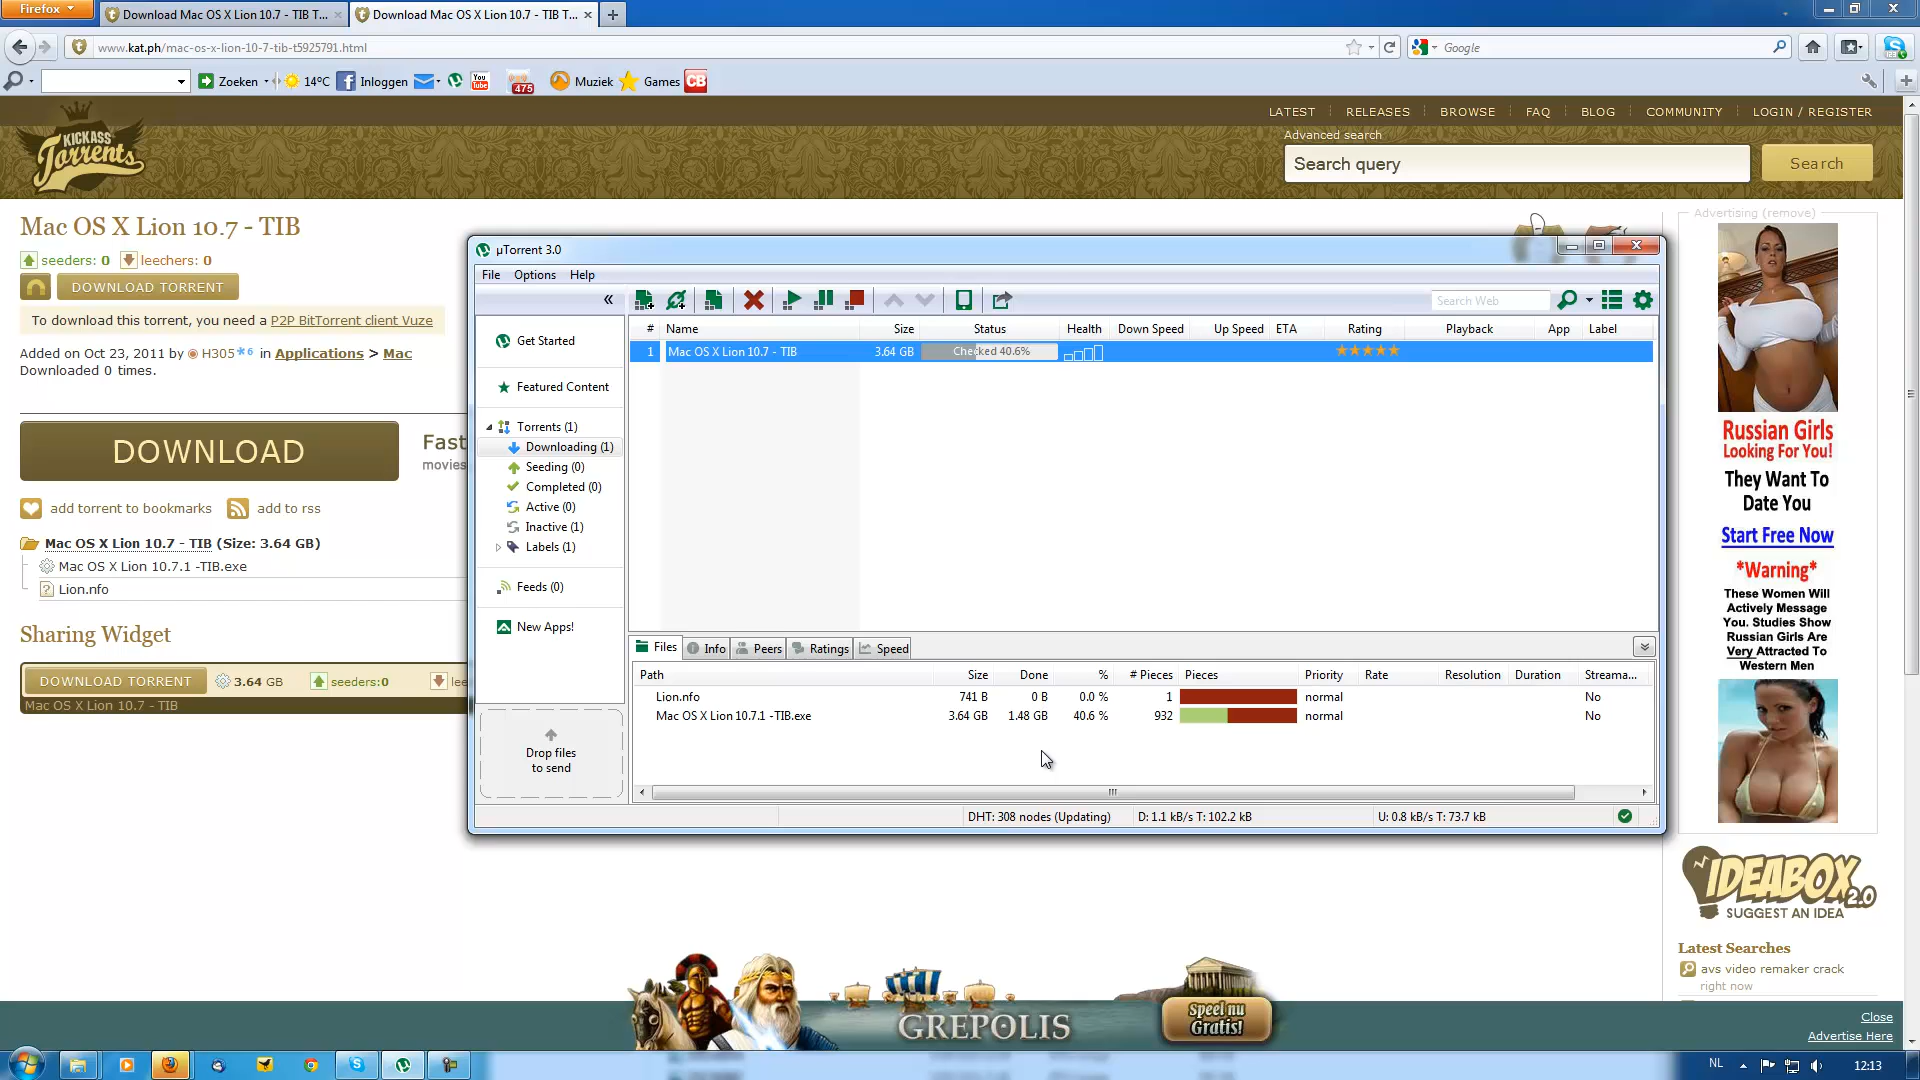 Firefox
Download Mac OS X Lion 10.7 - TIB T...
Download Mac OS X Lion 10.7 - TIB T...
www.kat.ph/mac-os-x-lion-10-7-tib-t5925791.html
Google
Zoeken
14°C
Inloggen
You Tube
475
Muziek
Games
CB
LATEST
RELEASES
BROWSE
FAQ
BLOG
COMMUNITY
LOGIN / REGISTER
KICKASS
Torrents
Advanced search
Search query
Search
Mac OS X Lion 10.7 - TIB
seeders: 0
leechers: 0
DOWNLOAD TORRENT
To download this torrent, you need a P2P BitTorrent client Vuze
Added on Oct 23, 2011 by H305*6 in Applications > Mac
Downloaded 0 times.
DOWNLOAD
Fast
movies
add torrent to bookmarks
add to rss
Mac OS X Lion 10.7 - TIB (Size: 3.64 GB)
Mac OS X Lion 10.7.1 -TIB.exe
Lion.nfo
Sharing Widget
DOWNLOAD TORRENT
3.64 GB
seeders:0
lee
Mac OS X Lion 10.7 - TIB
µTorrent 3.0
File
Options
Help
«
Search Web
Get Started
Featured Content
Torrents (1)
Downloading (1)
Seeding (0)
Completed (0)
Active (0)
Inactive (1)
Labels (1)
Feeds (0)
New Apps!
Drop files
to send
#
Name
Size
Status
Health
Down Speed
Up Speed
ETA
Rating
Playback
App
Label
1
Mac OS X Lion 10.7 - TIB
3.64 GB
Checked 40.6%
Files
Info
Peers
Ratings
Speed
Path
Size
Done
%
# Pieces
Pieces
Priority
Rate
Resolution
Duration
Streama...
Lion.nfo
741 B
0 B
0.0 %
1
normal
No
Mac OS X Lion 10.7.1 -TIB.exe
3.64 GB
1.48 GB
40.6 %
932
normal
No
DHT: 308 nodes (Updating)
D: 1.1 kB/s T: 102.2 kB
U: 0.8 kB/s T: 73.7 kB
Advertising (remove)
Russian Girls
Looking For You!
They Want To
Date You
Start Free Now
*Warning*
These Women Will
Actively Message
You. Studies Show
Russian Girls Are
Very Attracted To
Western Men
IDEABOX
2.0
SUGGEST AN IDEA
Latest Searches
avs video remaker crack
right now
GREPOLIS
Speel nu
Gratis!
Close
Advertise Here
NL
12:13